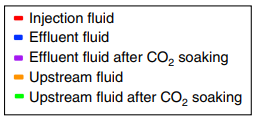 Injection fluid
Effluent fluid
Effluent fluid after CO₂ soaking
Upstream fluid
Upstream fluid after CO₂ soaking